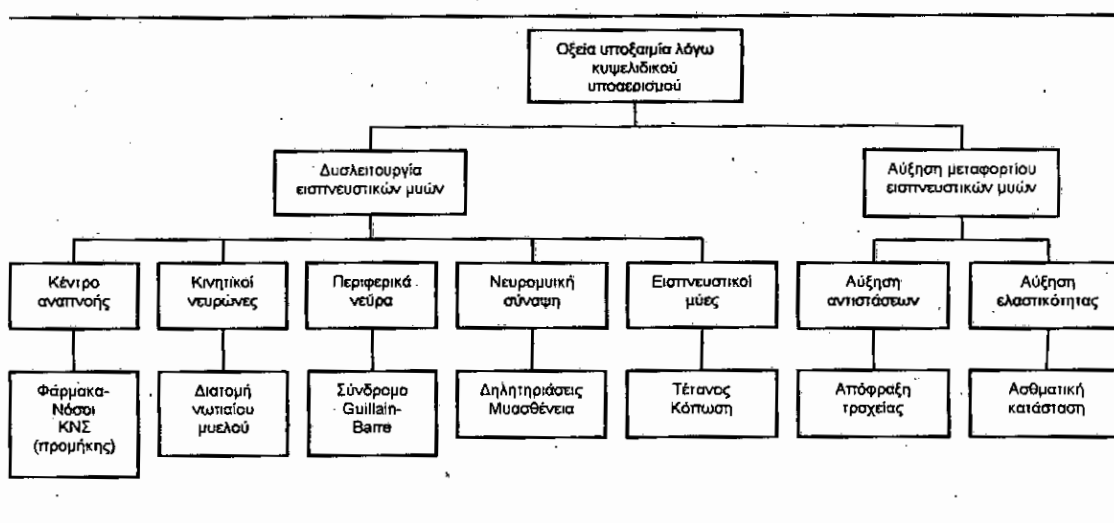 Οξεία υποξαιμία λόγω
κυψελιδικού
υποαερισμού
Δυσλειτουργία
εισπνευστικών μυών
Αύξηση μεταφορτίου
εισπνευστικών μυών
Κέντρο
αναπνοής
Κινητικοί
νευρώνες
Περιφερικά
νεύρα
Νευρομυική
σύναψη
Εισπνευστικοί
μύες
Αύξηση
αντιστάσεων
Αύξηση
ελαστικότητας
Φάρμακα-
Νόσοι
ΚΝΣ
(προμήκης)
Διατομή
νωτιαίου
μυελού
Σύνδρομο
Guillain-
Barre
Δηλητηριάσεις
Μυασθένεια
Τέτανος
Κόπωση
Απόφραξη
τραχείας
Ασθματική
κατάσταση